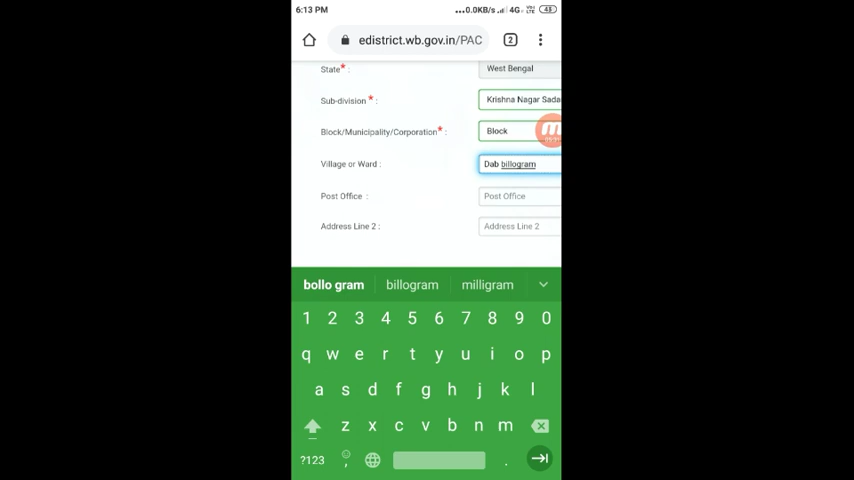 6:13 PM ...0.0KB/s 4G
edistrict.wb.gov.in/PAC 2
State* : West Bengal
Sub-division * : Krishna Nagar Sada
Block/Municipality/Corporation* : Block
Village or Ward : Dab billogram
Post Office : Post Office
Address Line 2 : Address Line 2
bollo gram billogram milligram
1 2 3 4 5 6 7 8 9 0
q w e r t y u i o p
a s d f g h j k l
z x c v b n m
?123 , .